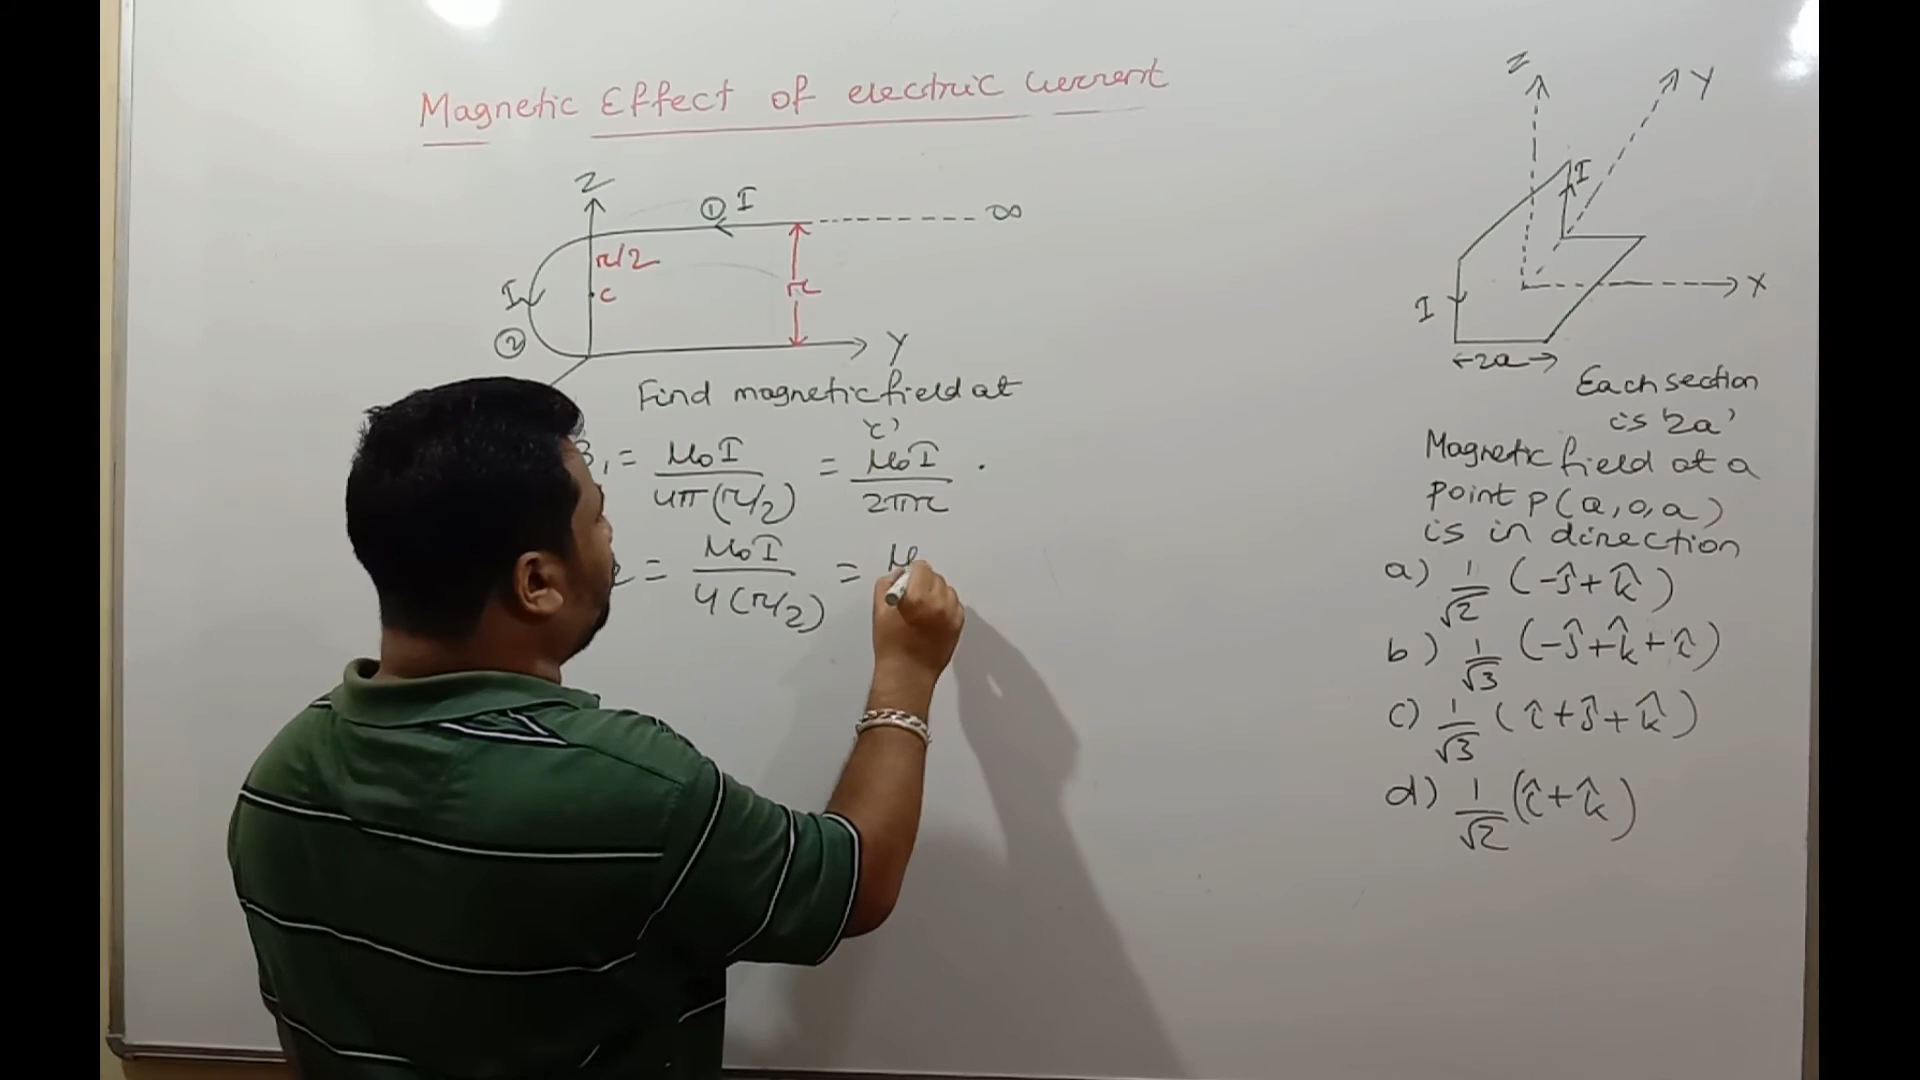 Magnetic Effect of electric Current
Z
① I
∞
r/2
r
c
I
②
Y
Find magnetic field at
'c'
B₁ = μ₀I / 4π(r/2) = μ₀I / 2πr .
= μ₀I / 4(r/2) = μ
Z
Y
I
X
I
←2a→
Each section
is '2a'
Magnetic field at a
point P(a,0,a)
is in direction
a) 1/√2 (-ĵ+k̂)
b) 1/√3 (-ĵ+k̂+î)
c) 1/√3 (î+ĵ+k̂)
d) 1/√2 (î+k̂)